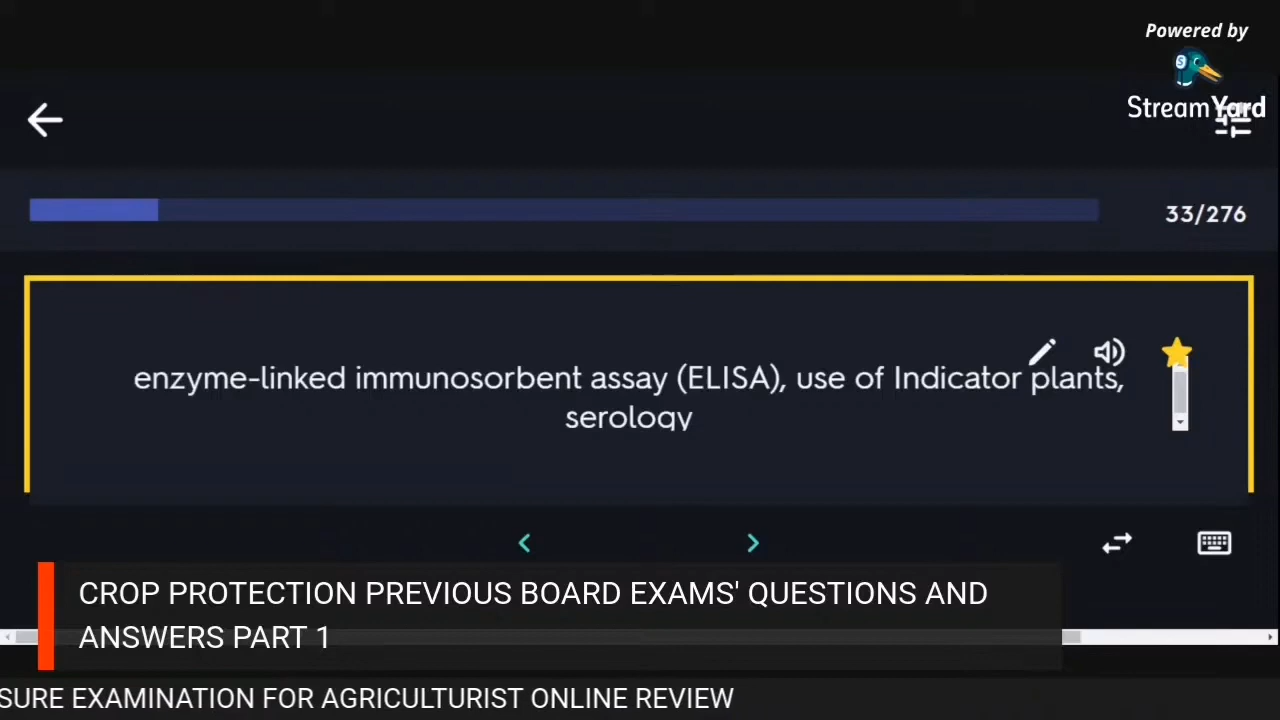 Powered by
StreamYard
33/276
enzyme-linked immunosorbent assay (ELISA), use of Indicator plants,
serology
CROP PROTECTION PREVIOUS BOARD EXAMS' QUESTIONS AND
ANSWERS PART 1
SURE EXAMINATION FOR AGRICULTURIST ONLINE REVIEW